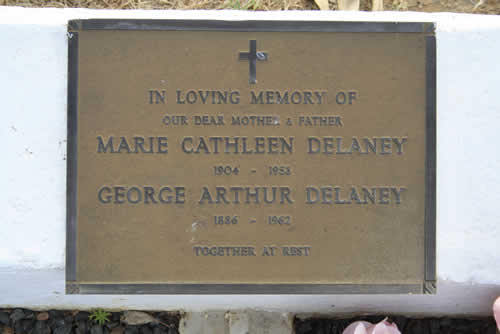 IN LOVING MEMORY OF
OUR DEAR MOTHER & FATHER
MARIE CATHLEEN DELANEY
1904 - 1958
GEORGE ARTHUR DELANEY
1886 - 1962
TOGETHER AT REST